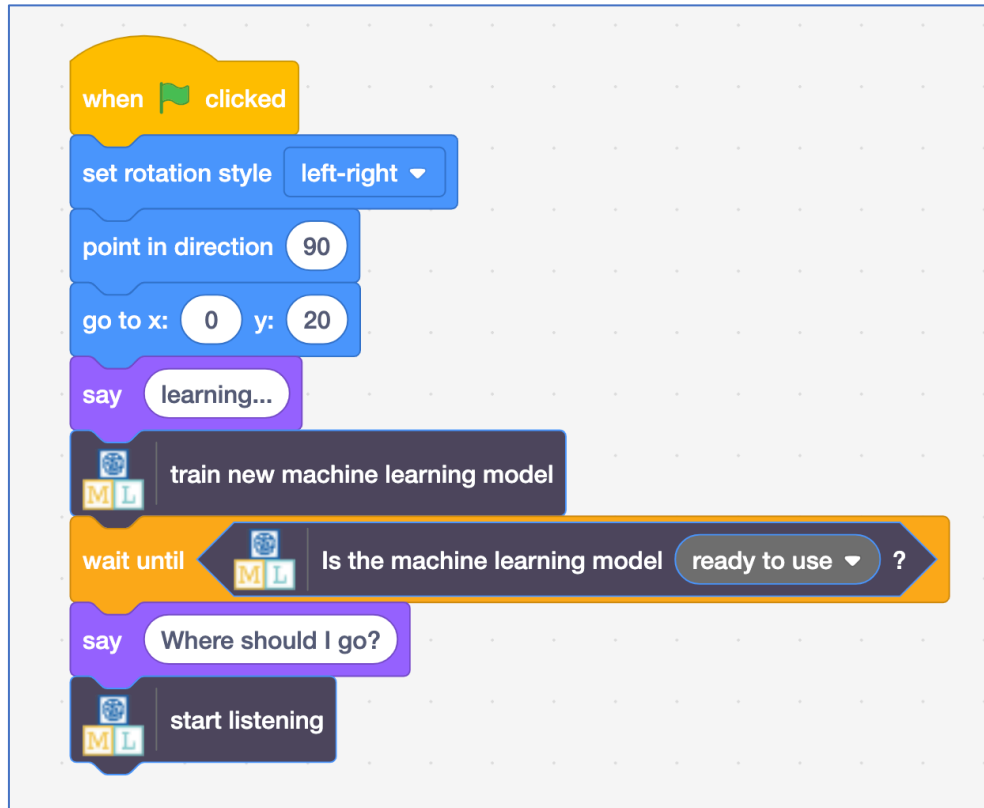 when clicked
set rotation style left-right
point in direction 90
go to x: 0 y: 20
say learning...
ML train new machine learning model
wait until ML Is the machine learning model ready to use ?
say Where should I go?
ML start listening